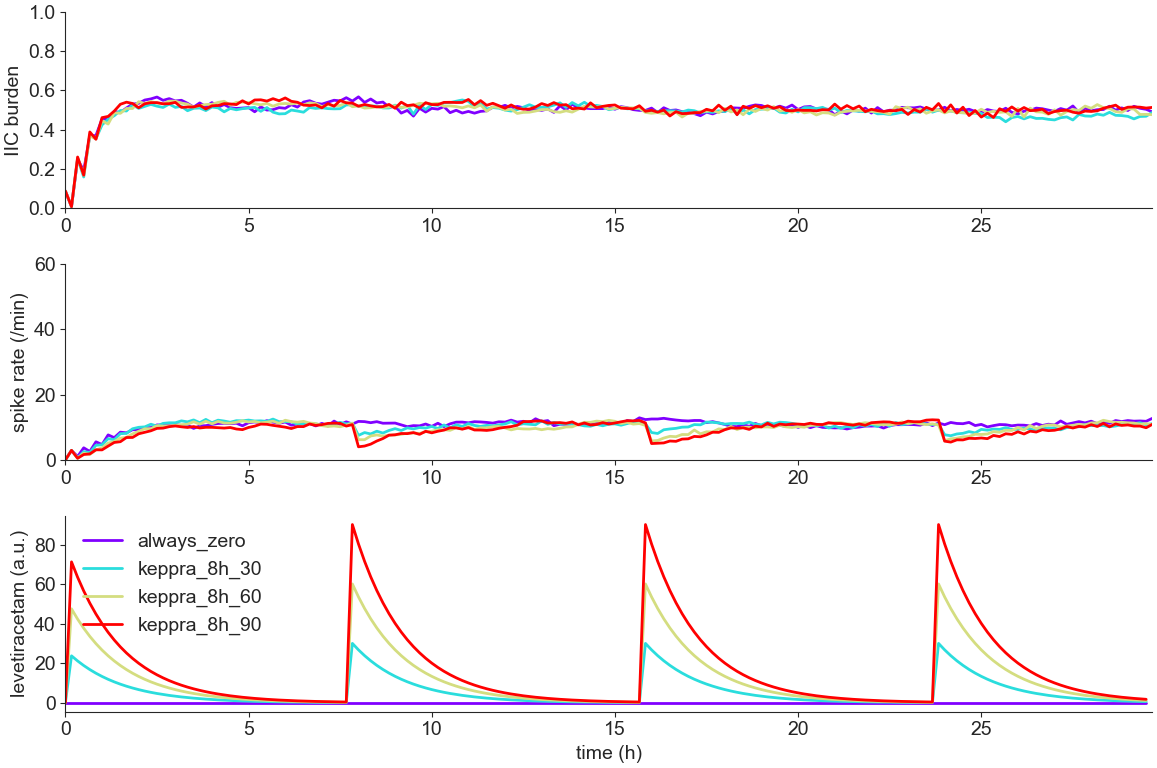 1.0
0.8
0.6
0.4
0.2
0.0
IIC burden
0 5 10 15 20 25
60
40
20
0
spike rate (/min)
0 5 10 15 20 25
80
60
40
20
0
levetiracetam (a.u.)
always_zero
keppra_8h_30
keppra_8h_60
keppra_8h_90
0 5 10 15 20 25
time (h)